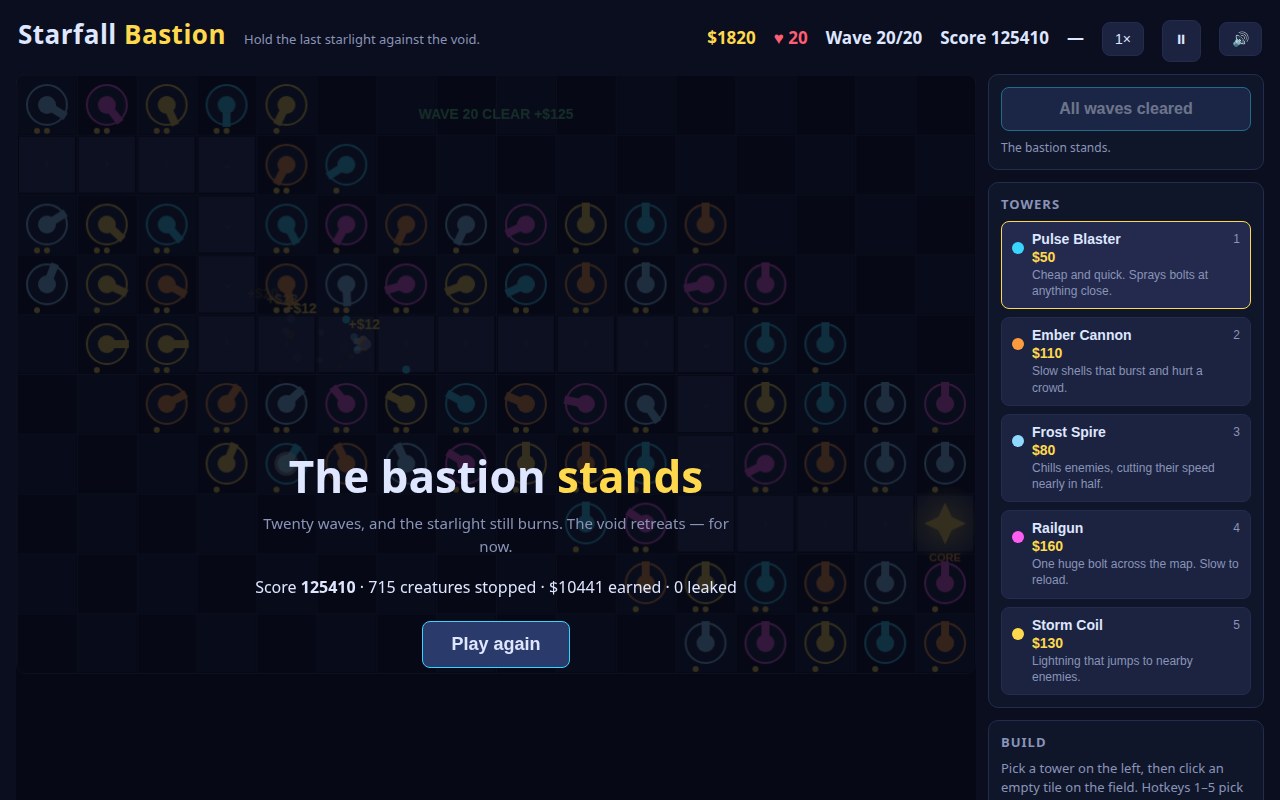 Starfall Bastion
Hold the last starlight against the void.
$1820 ♥ 20 Wave 20/20 Score 125410 — 1×
WAVE 20 CLEAR +$125
+$12
+$12
The bastion stands
Twenty waves, and the starlight still burns. The void retreats — for
now.
CORE
Score 125410 · 715 creatures stopped · $10441 earned · 0 leaked
Play again
All waves cleared
The bastion stands.
TOWERS
Pulse Blaster 1
$50
Cheap and quick. Sprays bolts at
anything close.
Ember Cannon 2
$110
Slow shells that burst and hurt a
crowd.
Frost Spire 3
$80
Chills enemies, cutting their speed
nearly in half.
Railgun 4
$160
One huge bolt across the map. Slow to
reload.
Storm Coil 5
$130
Lightning that jumps to nearby
enemies.
BUILD
Pick a tower on the left, then click an
empty tile on the field. Hotkeys 1–5 pick